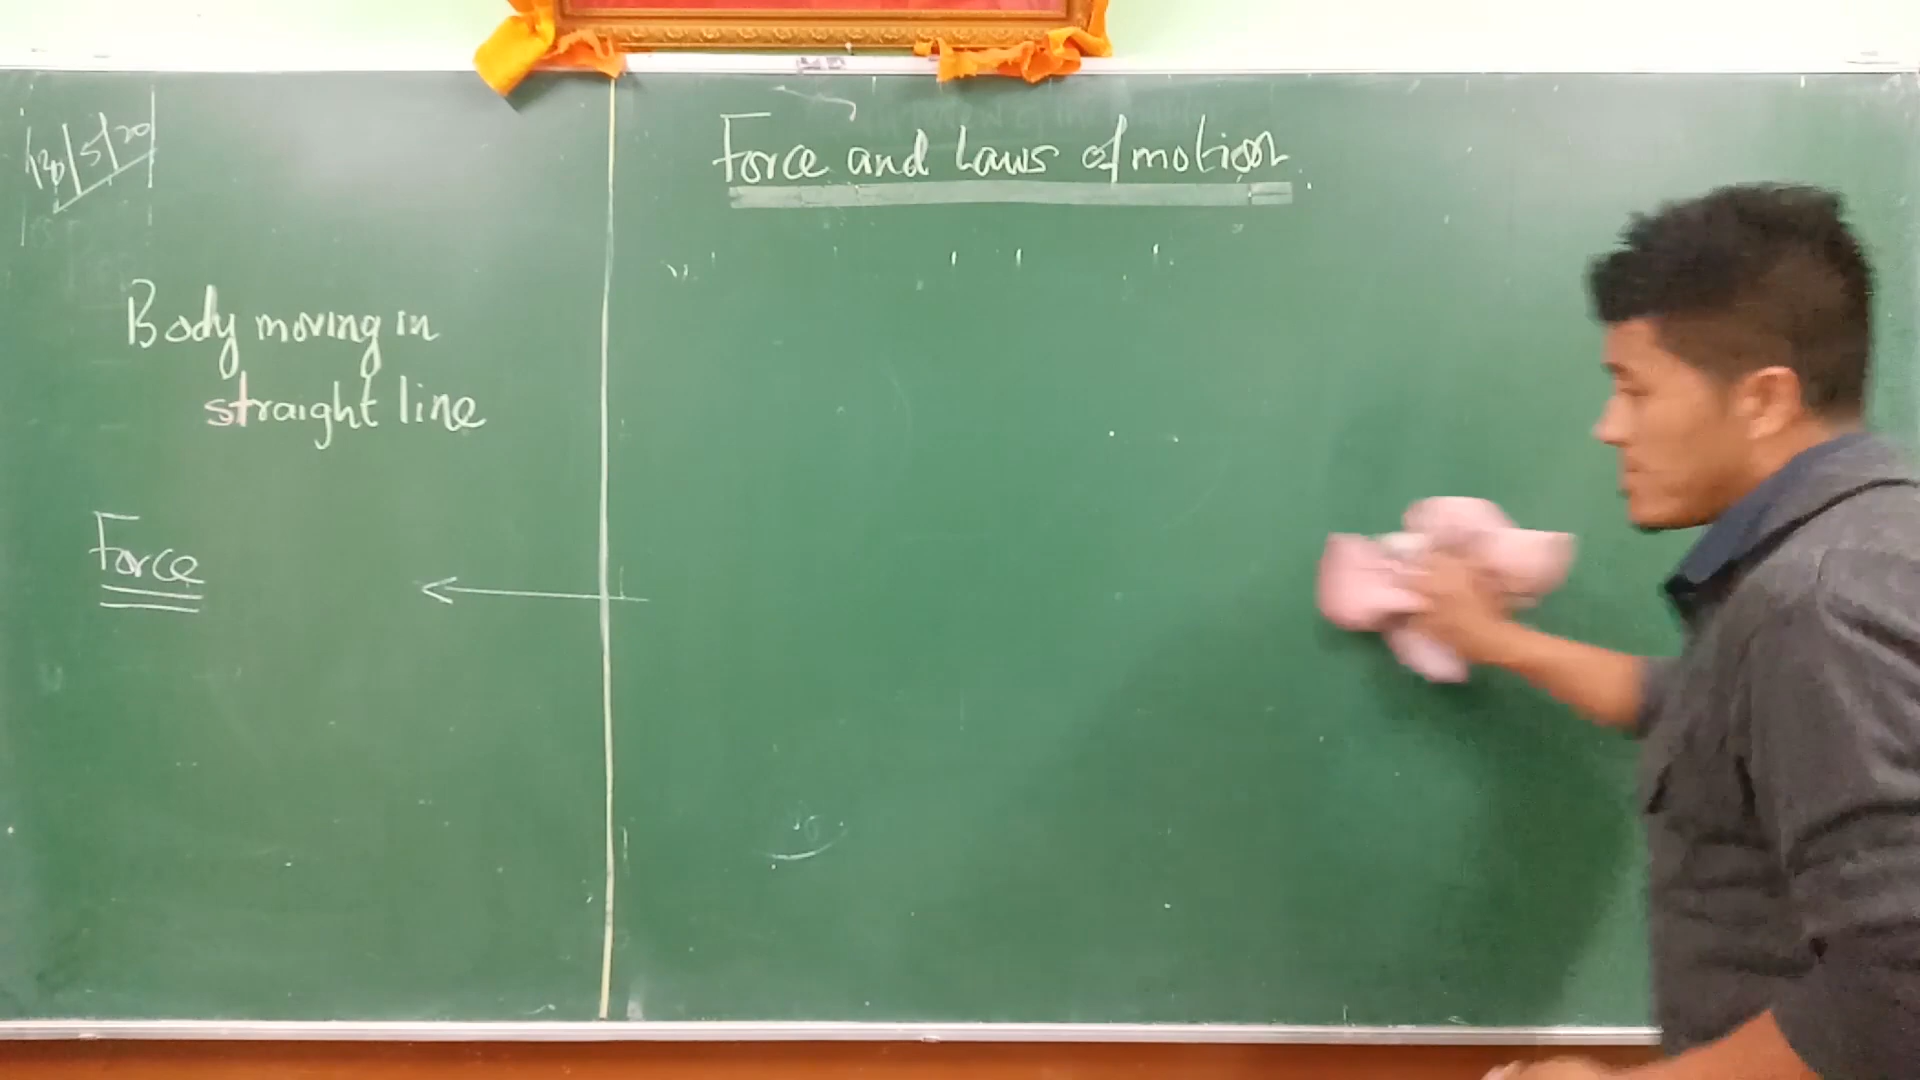 Force and Laws of motion
Body moving in
straight line
Force